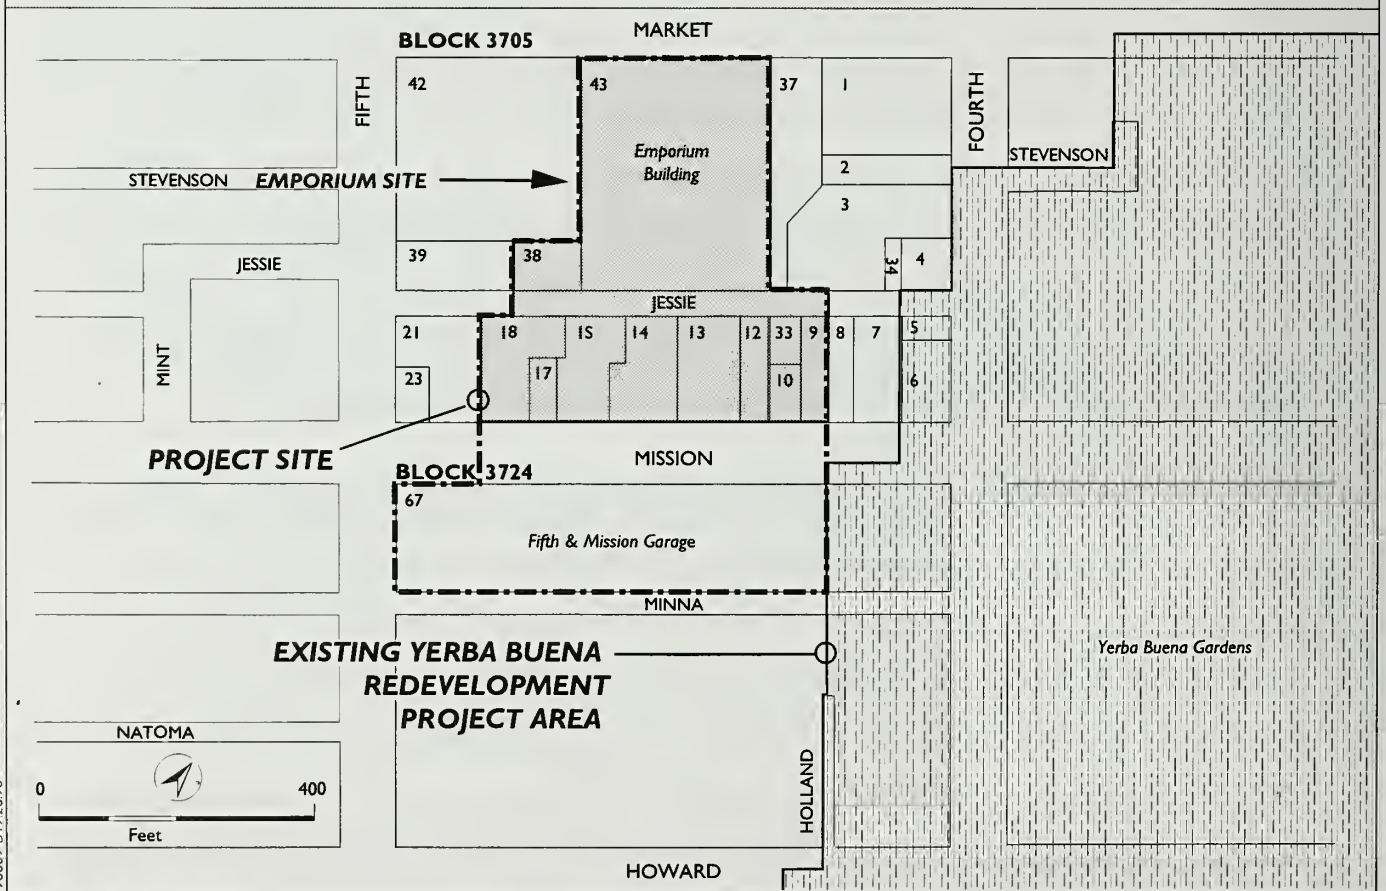 MARKET
BLOCK 3705
42
43
37
1
FIFTH
FOURTH
Emporium
Building
STEVENSON
2
STEVENSON
EMPORIUM SITE
3
39
38
34
4
JESSIE
JESSIE
21
18
15
14
13
12
33
9
8
7
5
MINT
23
17
10
6
PROJECT SITE
MISSION
BLOCK 3724
67
Fifth & Mission Garage
MINNA
EXISTING YERBA BUENA
REDEVELOPMENT
PROJECT AREA
Yerba Buena Gardens
NATOMA
0
400
Feet
HOLLAND
HOWARD